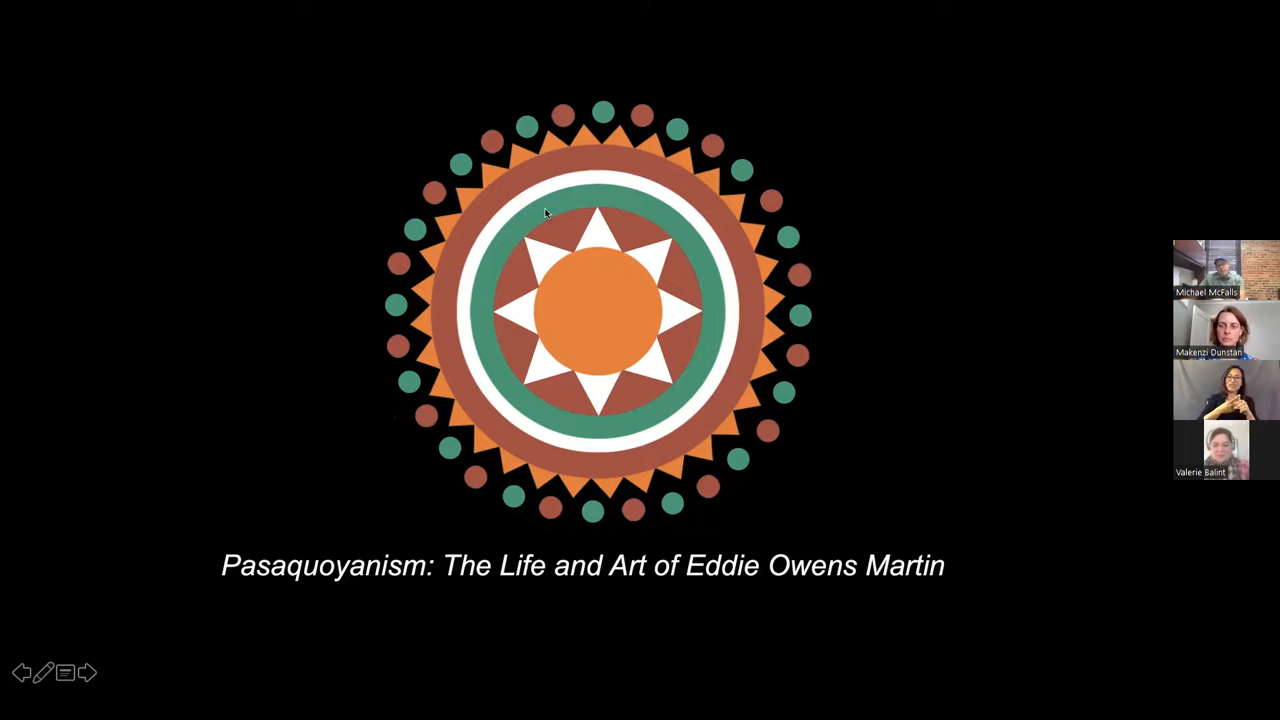 Pasaquoyanism: The Life and Art of Eddie Owens Martin
Michael McFalls
Makenzi Dunstan
Valerie Balint